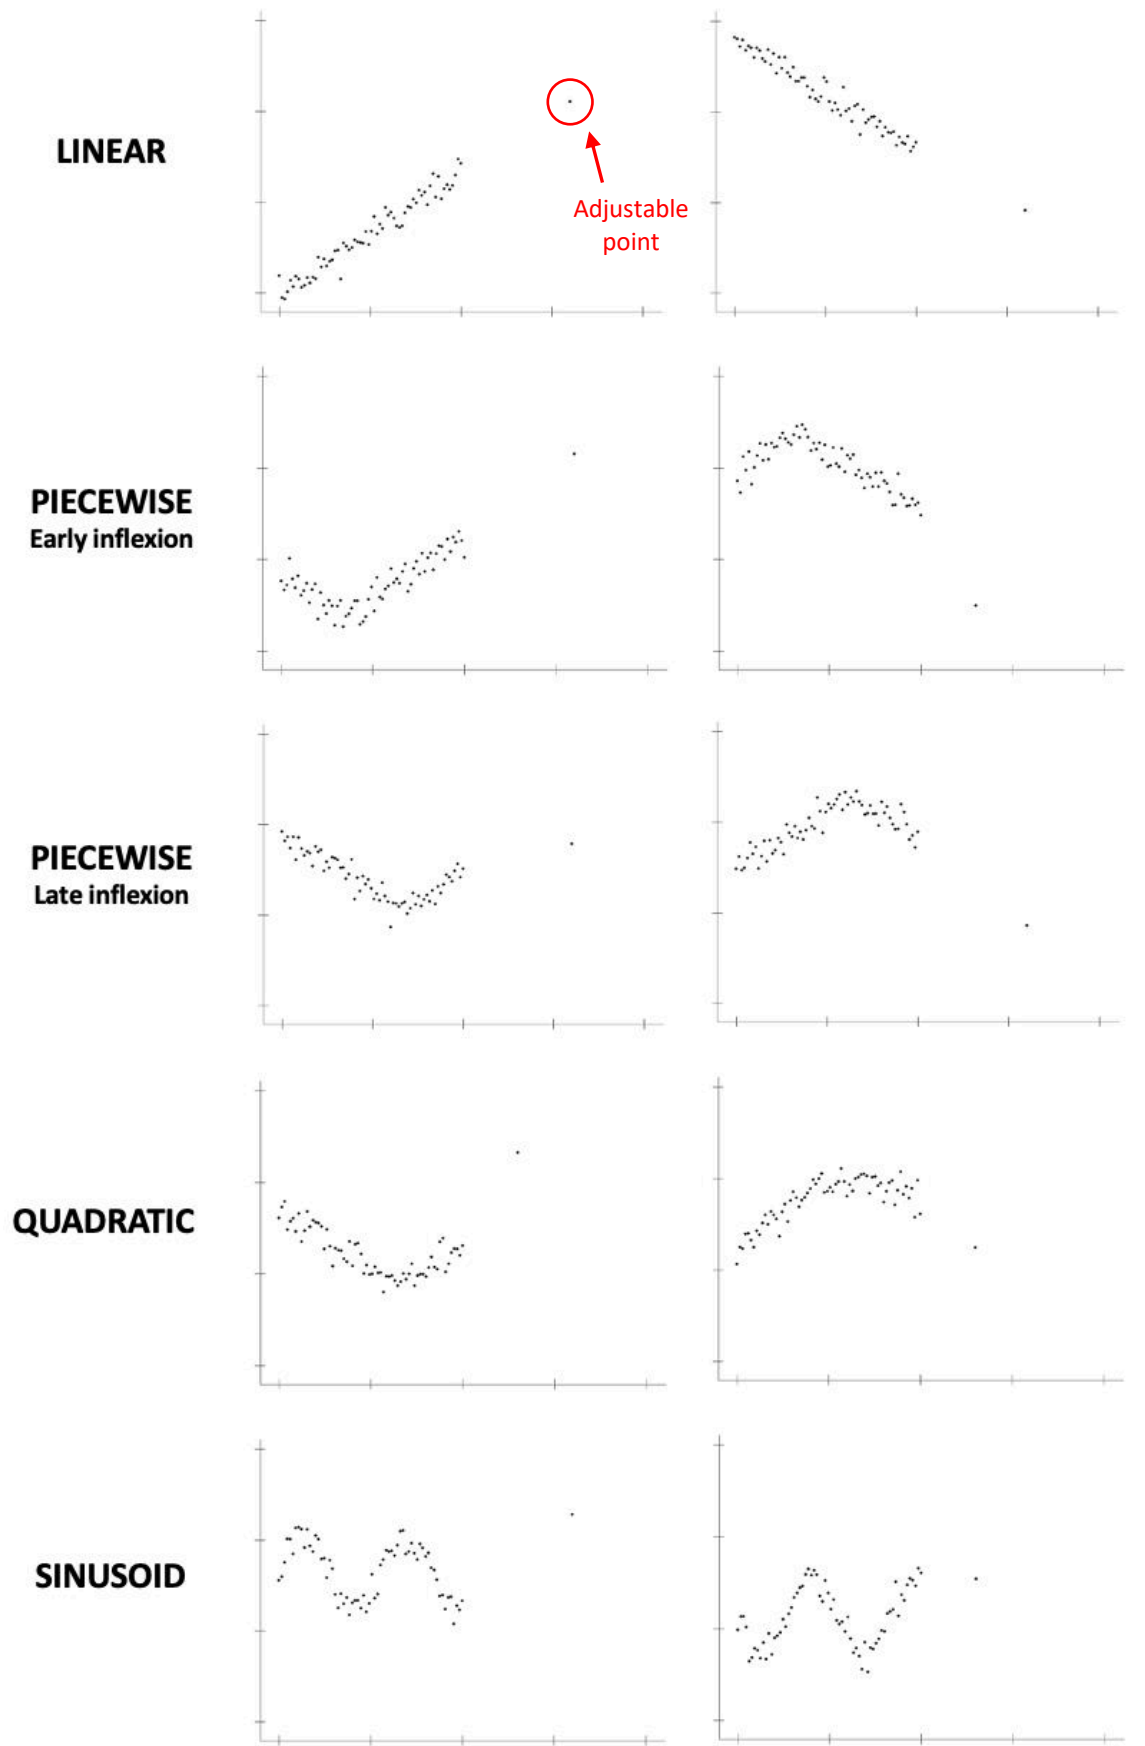 LINEAR
Adjustable
point
PIECEWISE
Early inflexion
PIECEWISE
Late inflexion
QUADRATIC
SINUSOID